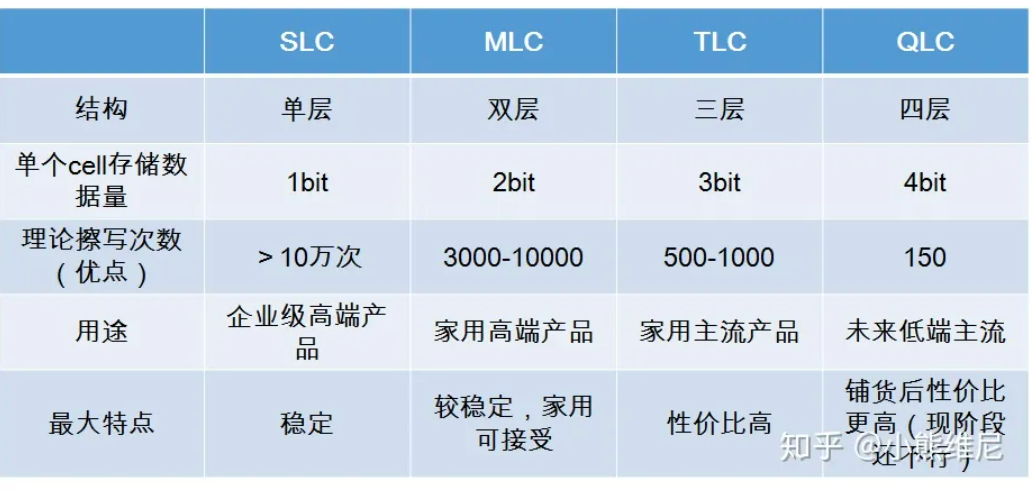 SLC MLC TLC QLC
结构 单层 双层 三层 四层
单个cell存储数
据量
1bit 2bit 3bit 4bit
理论擦写次数
（优点）
＞10万次 3000-10000 500-1000 150
用途
企业级高端产
品
家用高端产品 家用主流产品 未来低端主流
最大特点 稳定
较稳定，家用
可接受
性价比高
铺货后性价比
更高（现阶段
还不行）
知乎 @小熊维尼